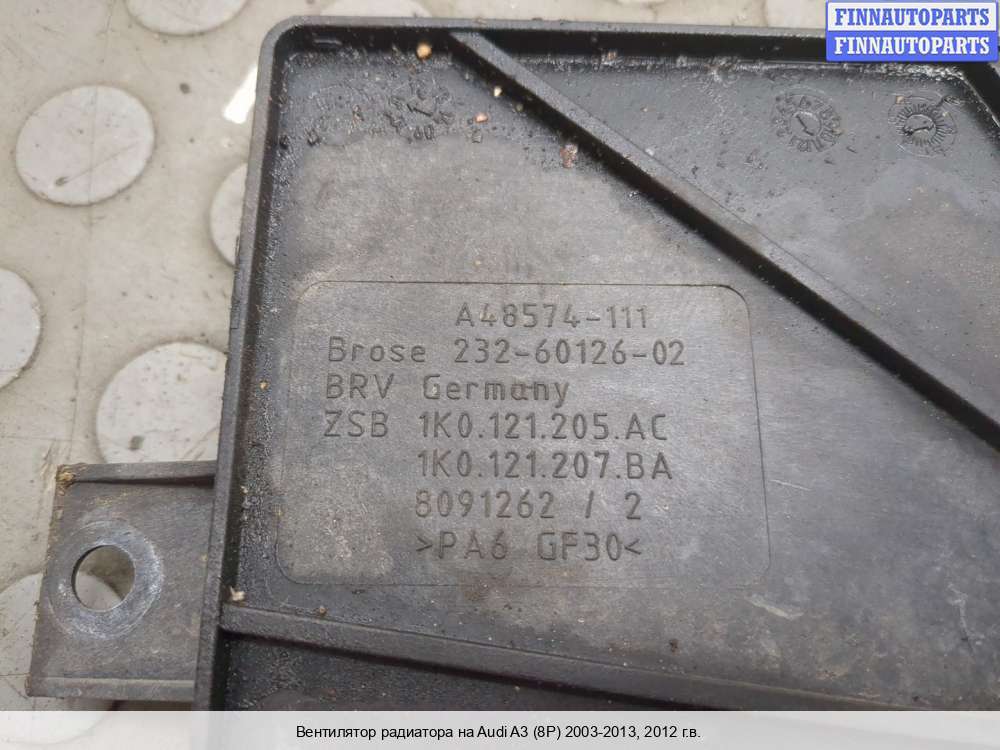 FINNAUTOPARTS
FINNAUTOPARTS
A48574-111
Brose 232-60126-02
BRV Germany
ZSB 1K0.121.205.AC
1K0.121.207.BA
8091262 / 2
>PA6 GF30<
Вентилятор радиатора на Audi A3 (8P) 2003-2013, 2012 г.в.